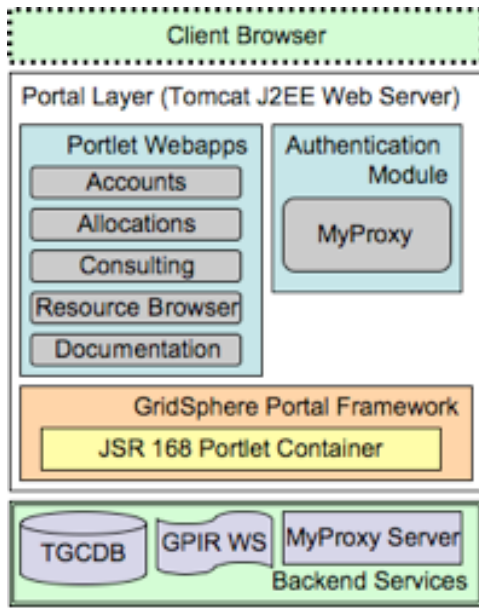 Client Browser
Portal Layer (Tomcat J2EE Web Server)
Portlet Webapps
Accounts
Allocations
Consulting
Resource Browser
Documentation
Authentication
Module
MyProxy
GridSphere Portal Framework
JSR 168 Portlet Container
TGCDB
GPIR WS
MyProxy Server
Backend Services